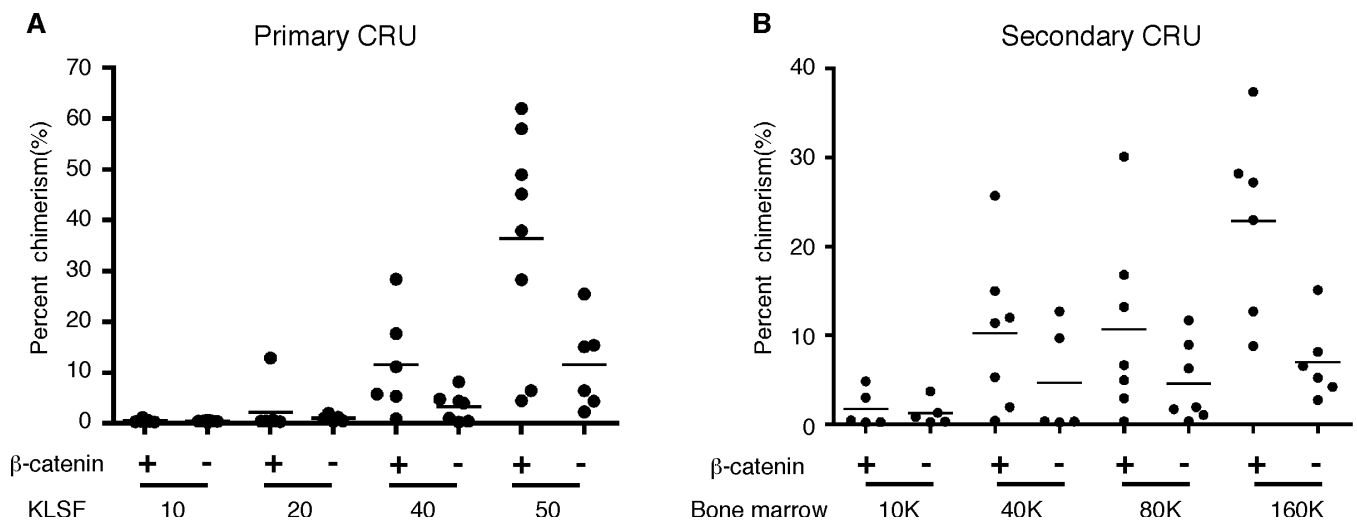 A
Primary CRU
70
60
50
40
30
20
10
0
Percent chimerism(%)
β-catenin + - + - + - + -
KLSF 10 20 40 50
B
Secondary CRU
40
30
20
10
0
Percent chimerism(%)
β-catenin + - + - + - + -
Bone marrow 10K 40K 80K 160K